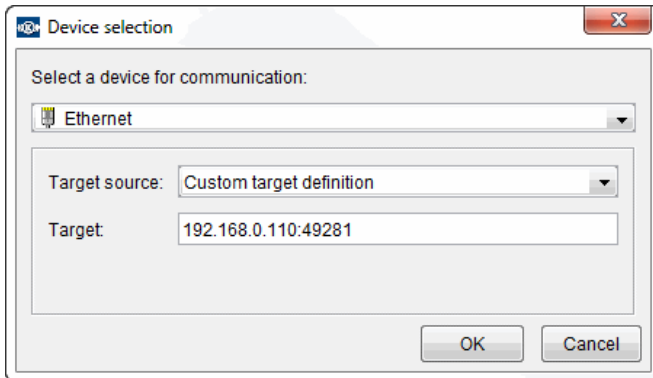 Device selection
Select a device for communication:
Ethernet
Target source: Custom target definition
Target: 192.168.0.110:49281
OK Cancel